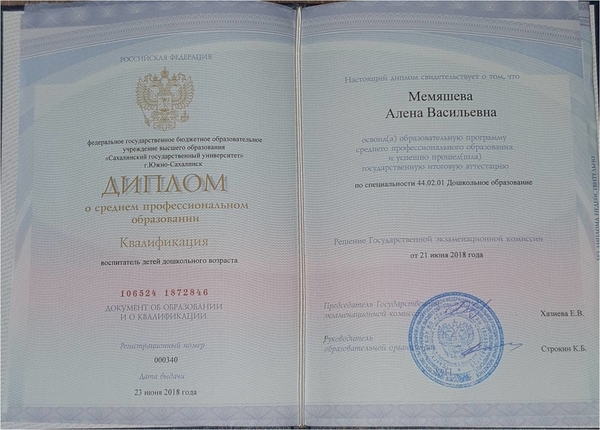 РОССИЙСКАЯ ФЕДЕРАЦИЯ
федеральное государственное бюджетное образовательное
учреждение высшего образования
«Сахалинский государственный университет»
г.Южно-Сахалинск
ДИПЛОМ
о среднем профессиональном
образовании
Квалификация
воспитатель детей дошкольного возраста
106524 1872846
ДОКУМЕНТ ОБ ОБРАЗОВАНИИ
И О КВАЛИФИКАЦИИ
Регистрационный номер
000340
Дата выдачи
23 июня 2018 года
Настоящий диплом свидетельствует о том, что
Мемяшева
Алена Васильевна
освоил(а) образовательную программу
среднего профессионального образования
и успешно прошел(шла)
государственную итоговую аттестацию
по специальности 44.02.01 Дошкольное образование
Решение Государственной экзаменационной комиссии
от 21 июня 2018 года
Председатель Государственной
экзаменационной комиссии
Хазиева Е.В.
Руководитель
образовательной
Строкин К.Б.